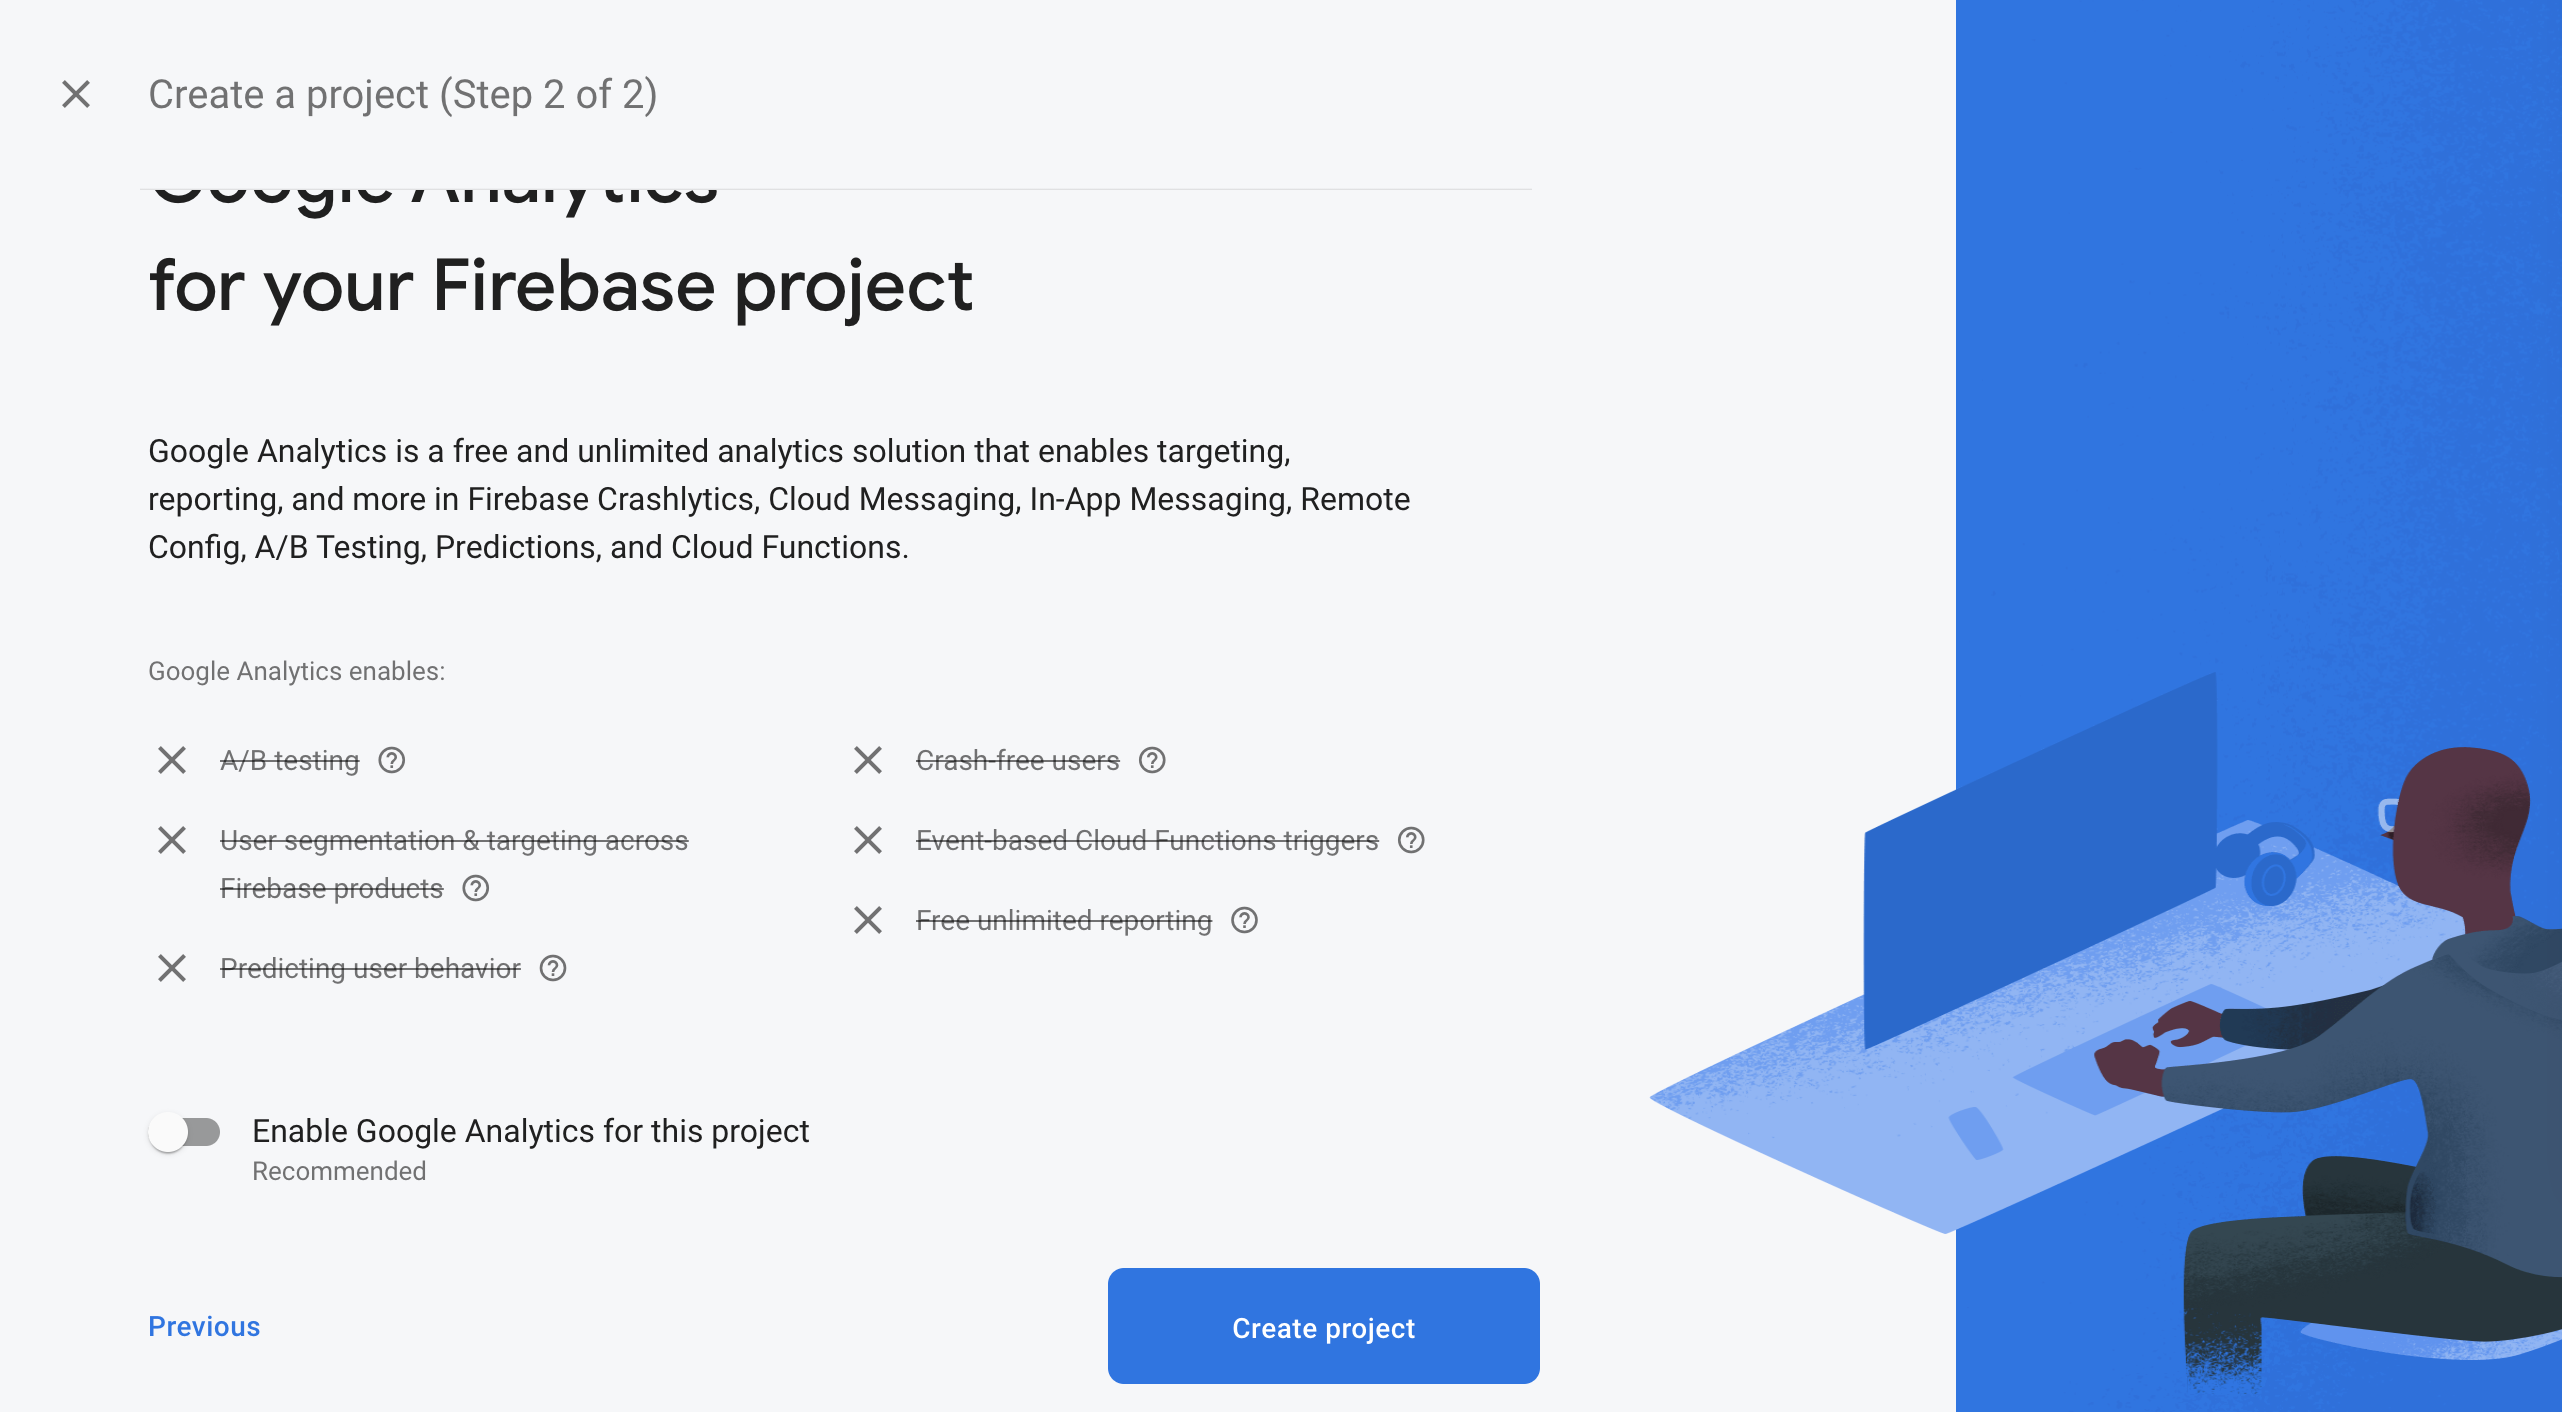 Create a project (Step 2 of 2)
Google Analytics
for your Firebase project
Google Analytics is a free and unlimited analytics solution that enables targeting,
reporting, and more in Firebase Crashlytics, Cloud Messaging, In-App Messaging, Remote
Config, A/B Testing, Predictions, and Cloud Functions.
Google Analytics enables:
A/B testing
User segmentation & targeting across
Firebase products
Predicting user behavior
Crash-free users
Event-based Cloud Functions triggers
Free unlimited reporting
Enable Google Analytics for this project
Recommended
Previous
Create project